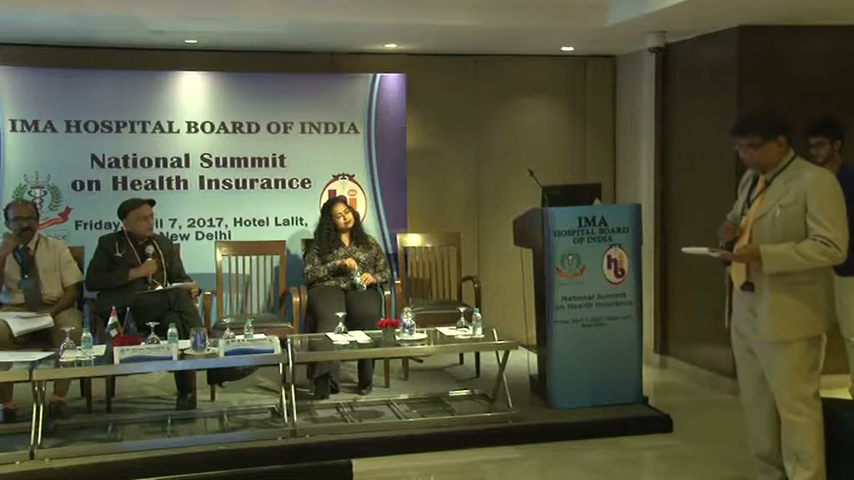 IMA HOSPITAL BOARD OF INDIA
National Summit
on Health Insurance
Friday, April 7, 2017, Hotel Lalit,
New Delhi
IMA
HOSPITAL BOARD
OF INDIA
National Summit
on Health Insurance